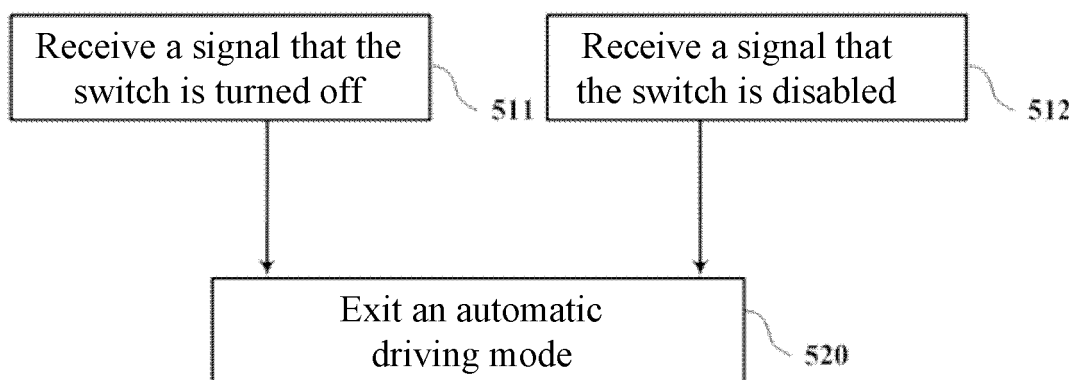 Receive a signal that the
switch is turned off
511
Receive a signal that
the switch is disabled
512
Exit an automatic
driving mode
520